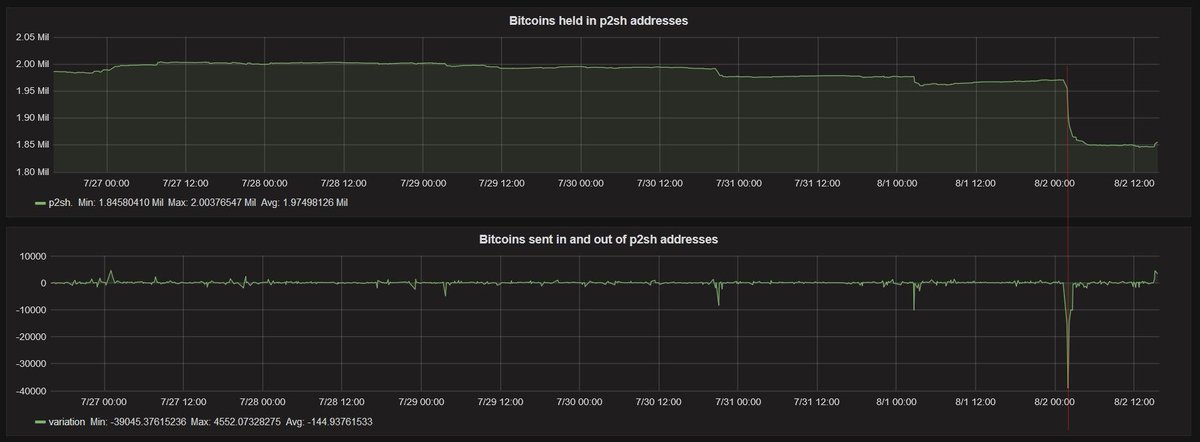 Bitcoins held in p2sh addresses
2.05 Mil
2.00 Mil
1.95 Mil
1.90 Mil
1.85 Mil
1.80 Mil
7/27 00:00 7/27 12:00 7/28 00:00 7/28 12:00 7/29 00:00 7/29 12:00 7/30 00:00 7/30 12:00 7/31 00:00 7/31 12:00 8/1 00:00 8/1 12:00 8/2 00:00 8/2 12:00
p2sh. Min: 1.84580410 Mil Max: 2.00376547 Mil Avg: 1.97498126 Mil
Bitcoins sent in and out of p2sh addresses
10000
0
-10000
-20000
-30000
-40000
7/27 00:00 7/27 12:00 7/28 00:00 7/28 12:00 7/29 00:00 7/29 12:00 7/30 00:00 7/30 12:00 7/31 00:00 7/31 12:00 8/1 00:00 8/1 12:00 8/2 00:00 8/2 12:00
variation Min: -39045.37615236 Max: 4552.07328275 Avg: -144.93761533